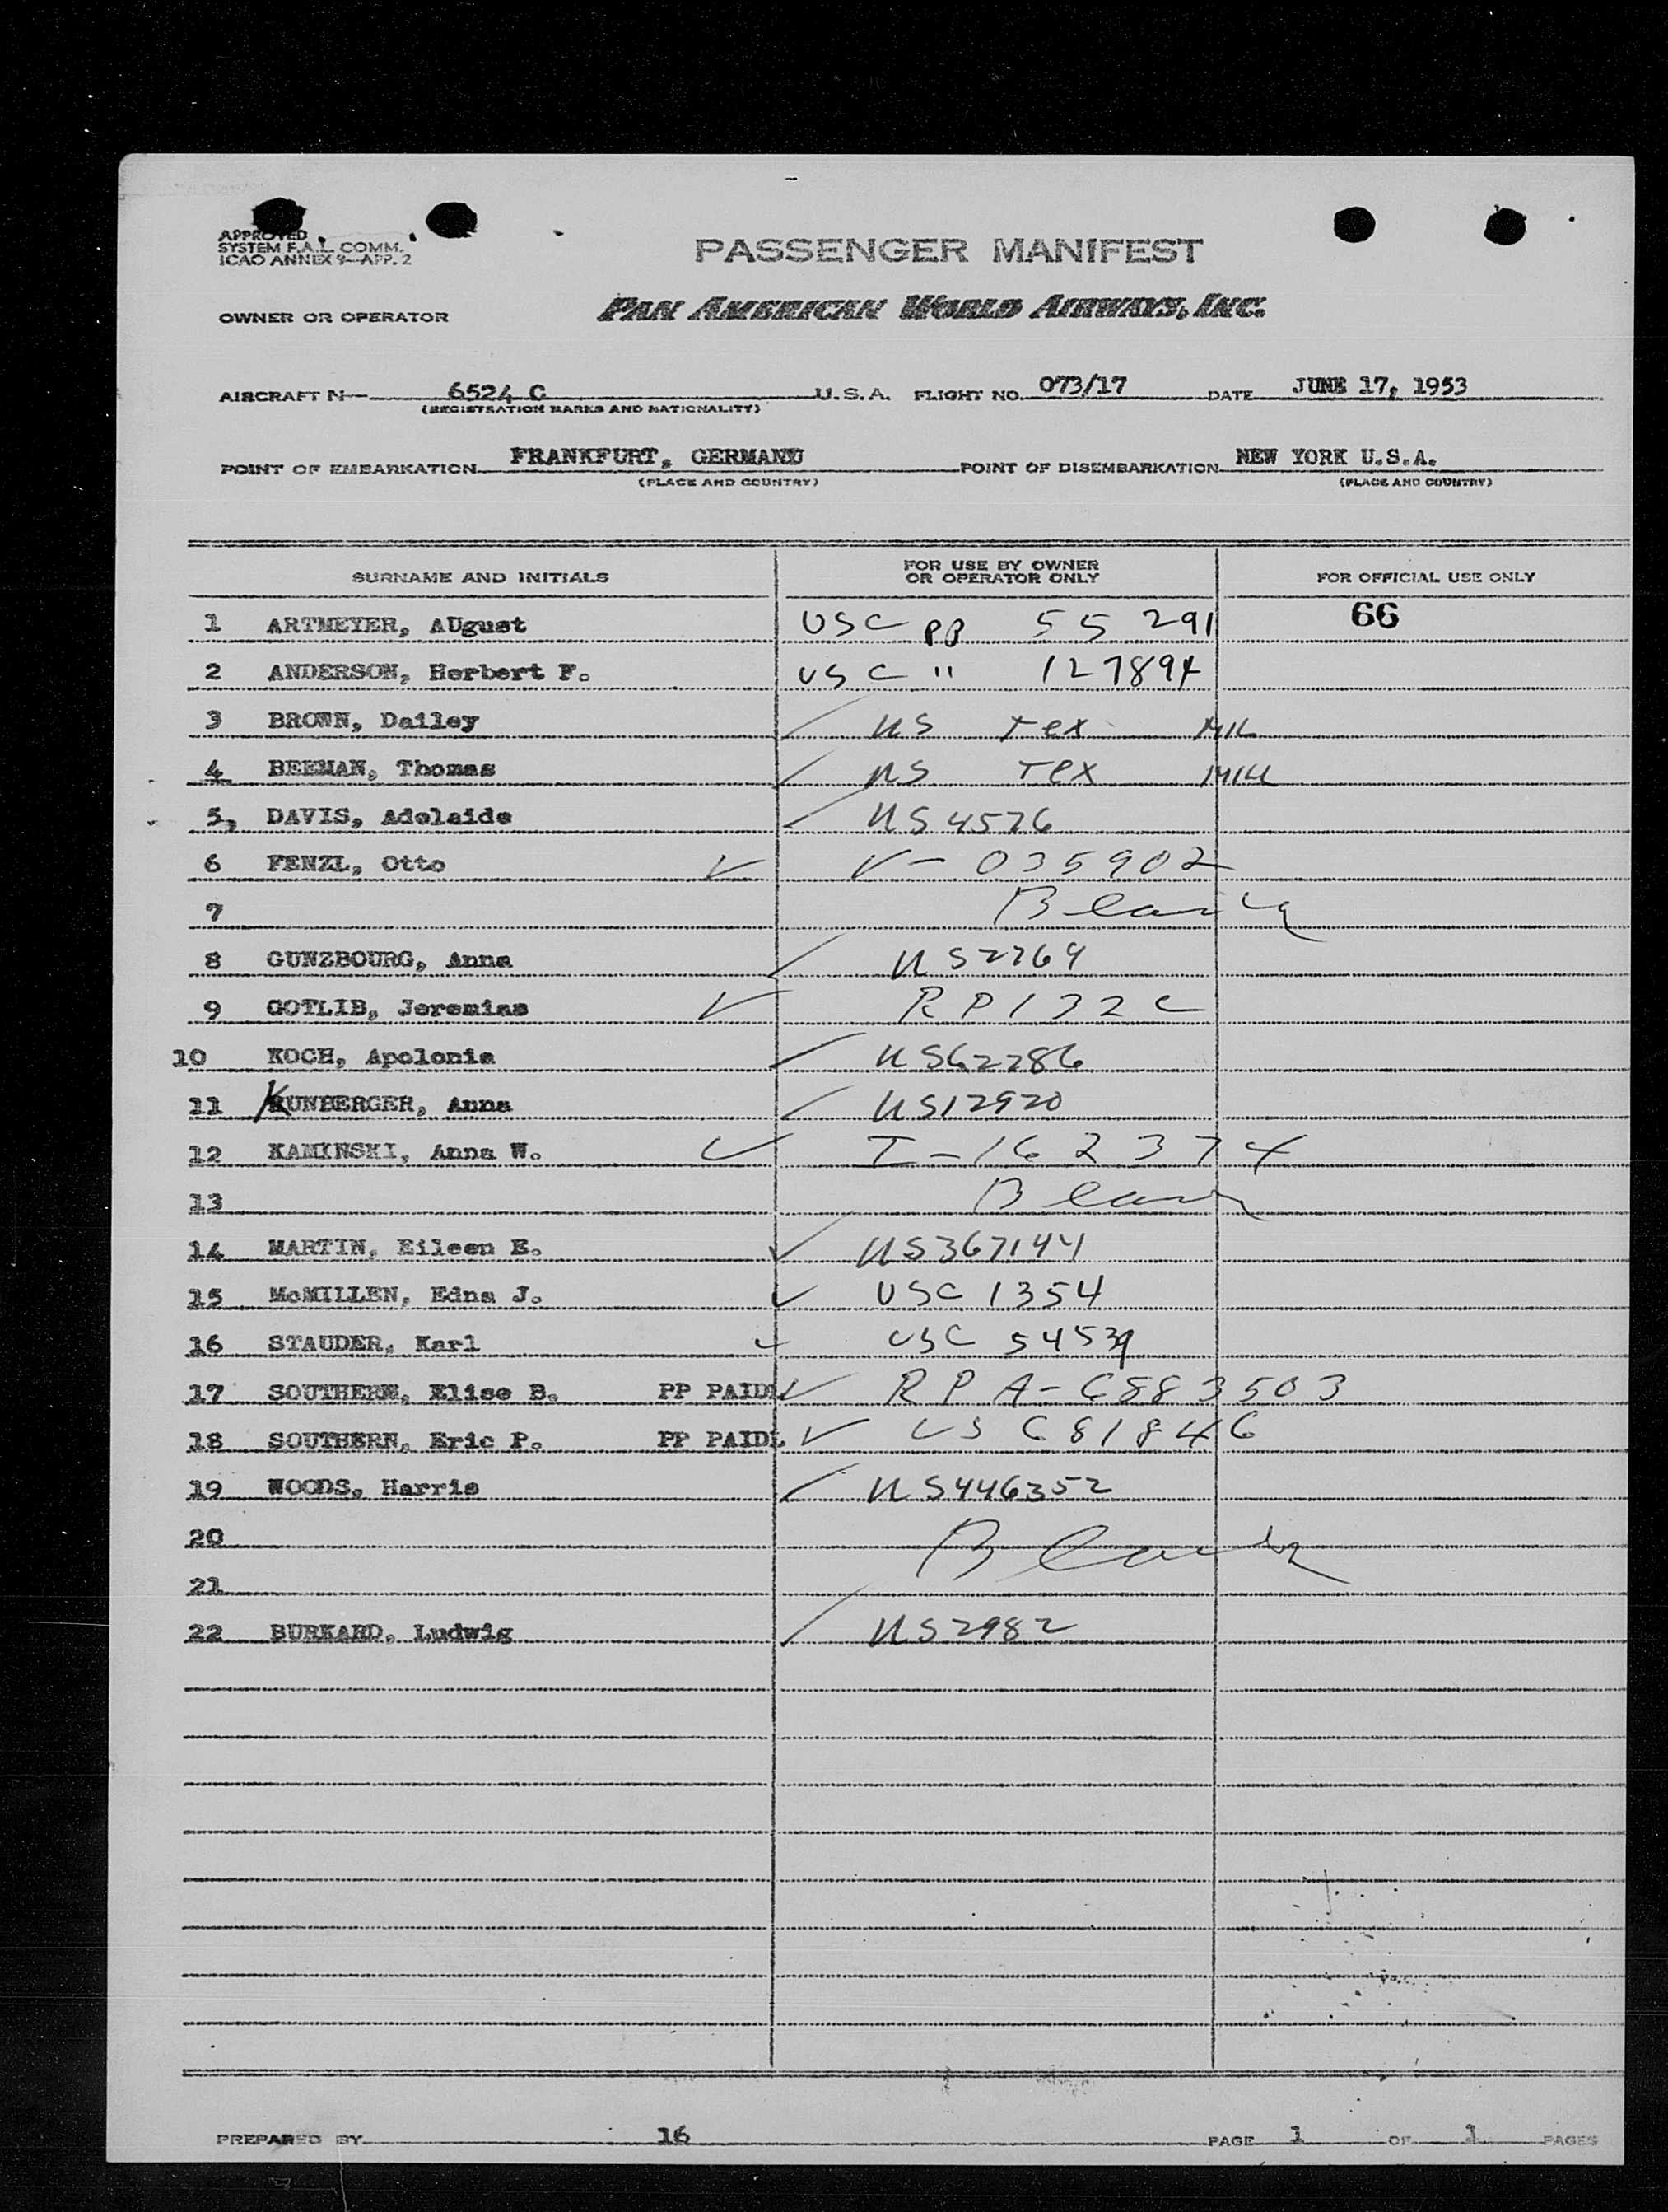 APPROVED
SYSTEM F.A.L. COMM.
ICAO ANNEX 9—APP. 2
PASSENGER MANIFEST
OWNER OR OPERATOR PAN AMERICAN WORLD AIRWAYS, INC.
AIRCRAFT N— 6524 C U.S.A. FLIGHT NO. 073/17 DATE JUNE 17, 1953
(REGISTRATION MARKS AND NATIONALITY)
POINT OF EMBARKATION FRANKFURT, GERMANY POINT OF DISEMBARKATION NEW YORK U.S.A.
(PLACE AND COUNTRY) (PLACE AND COUNTRY)
SURNAME AND INITIALS FOR USE BY OWNER OR OPERATOR ONLY FOR OFFICIAL USE ONLY
1 ARTMEYER, AUgust USC PP 55291 66
2 ANDERSON, Herbert F. USC " 127894
3 BROWN, Dailey US Tex MIL
4 BEEMAN, Thomas US Tex MILL
5, DAVIS, Adelaide US4576
6 FENZL, Otto V V-035902
7 Blank
8 GUNZBOURG, Anna US2769
9 GOTLIB, Jeremias V RP132C
10 KOCH, Apolonia US62286
11 KUNBERGER, Anna US12920
12 KAMINSKI, Anna W. I-162374
13 Blank
14 MARTIN, Eileen E. US367144
15 McMILLEN, Edna J. USC 1354
16 STAUDER, Karl USC 54539
17 SOUTHERN, Elise B. PP PAID RP A-6883503
18 SOUTHERN, Eric P. PP PAID USC 81846
19 WOODS, Harris US446352
20 Blank
21
22 BURKARD, Ludwig US2982
PREPARED BY 16 PAGE 1 OF 1 PAGES